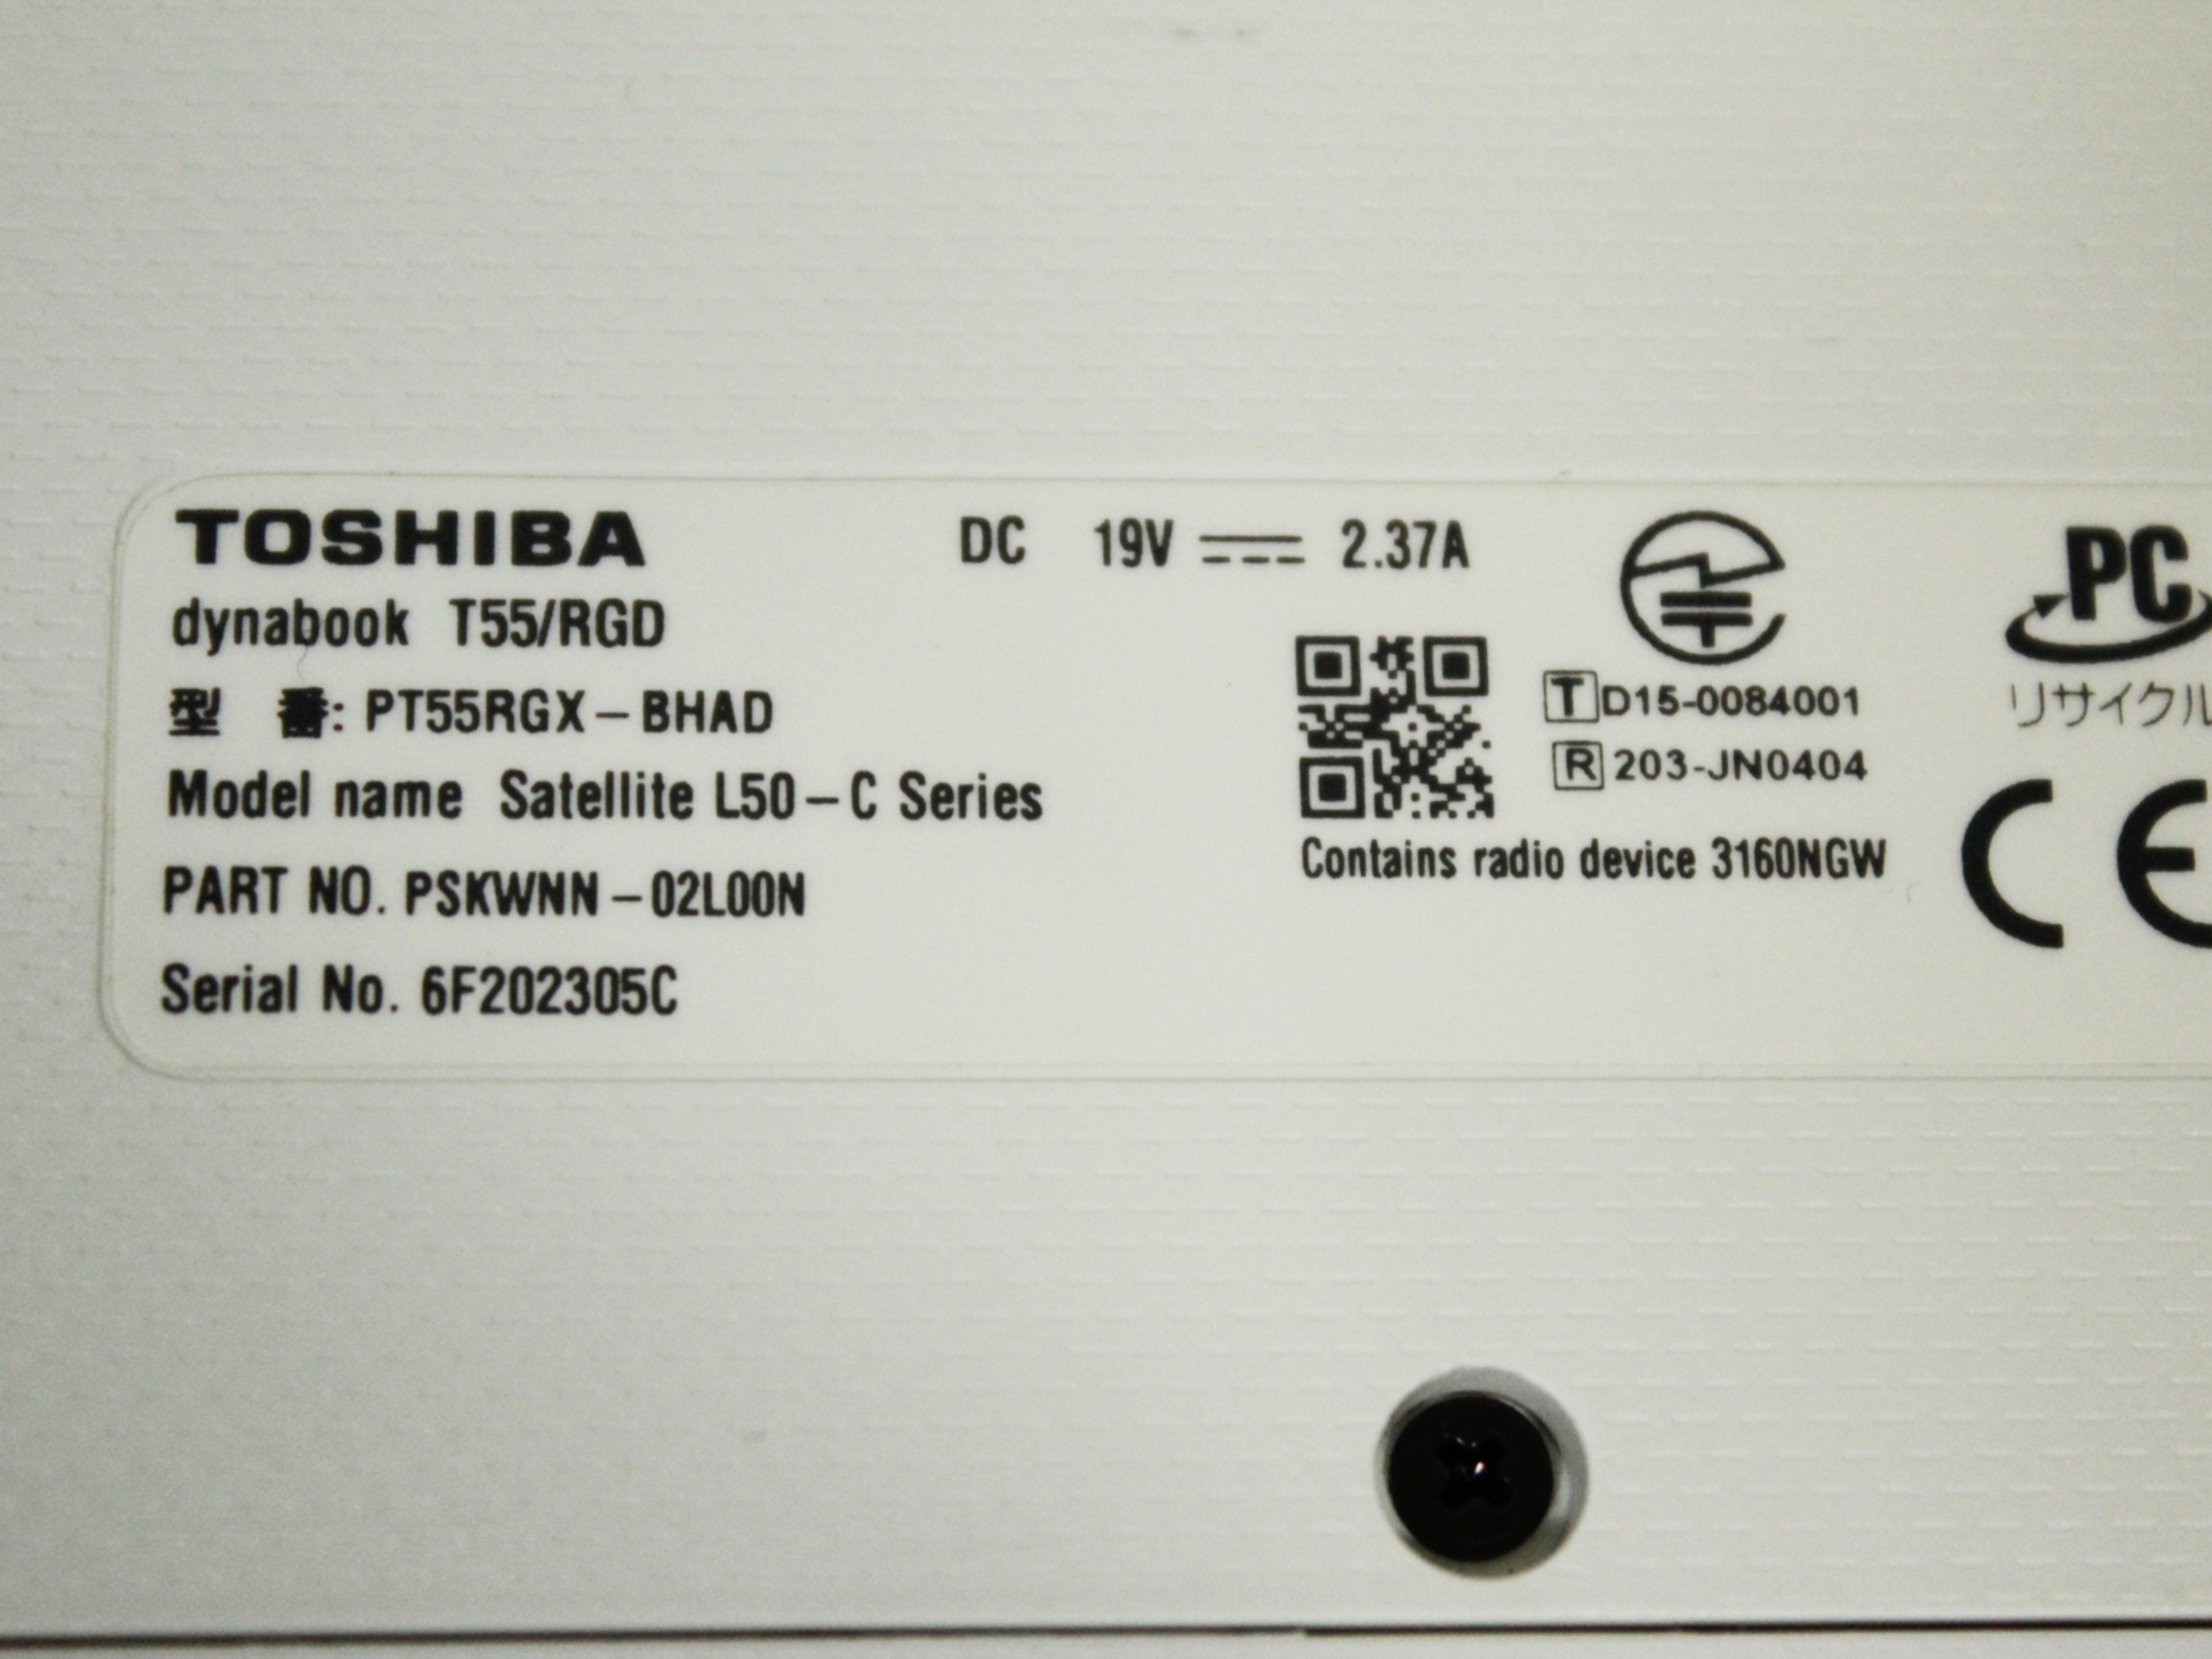 TOSHIBA
DC 19V ⎓ 2.37A
dynabook T55/RGD
型 番: PT55RGX-BHAD
Model name Satellite L50-C Series
PART NO. PSKWNN-02L00N
Serial No. 6F202305C
T D15-0084001
R 203-JN0404
Contains radio device 3160NGW
PC
リサイクル
CE